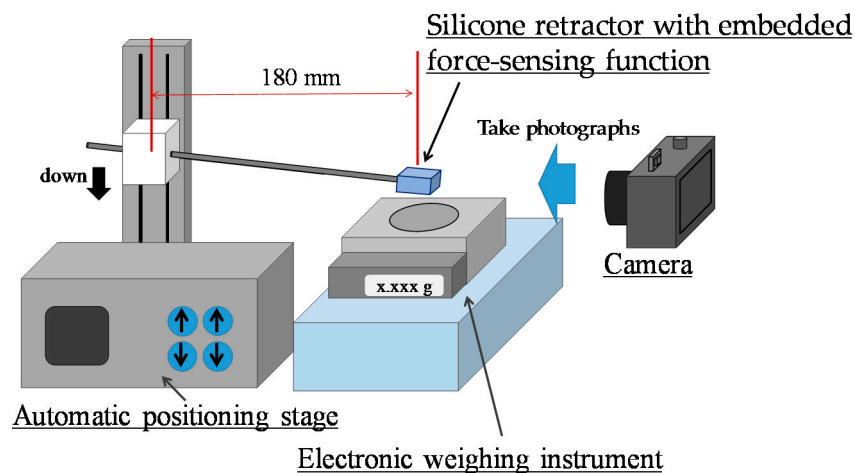 Silicone retractor with embedded
force-sensing function
180 mm
Take photographs
down
Camera
x.xxx g
Automatic positioning stage
Electronic weighing instrument